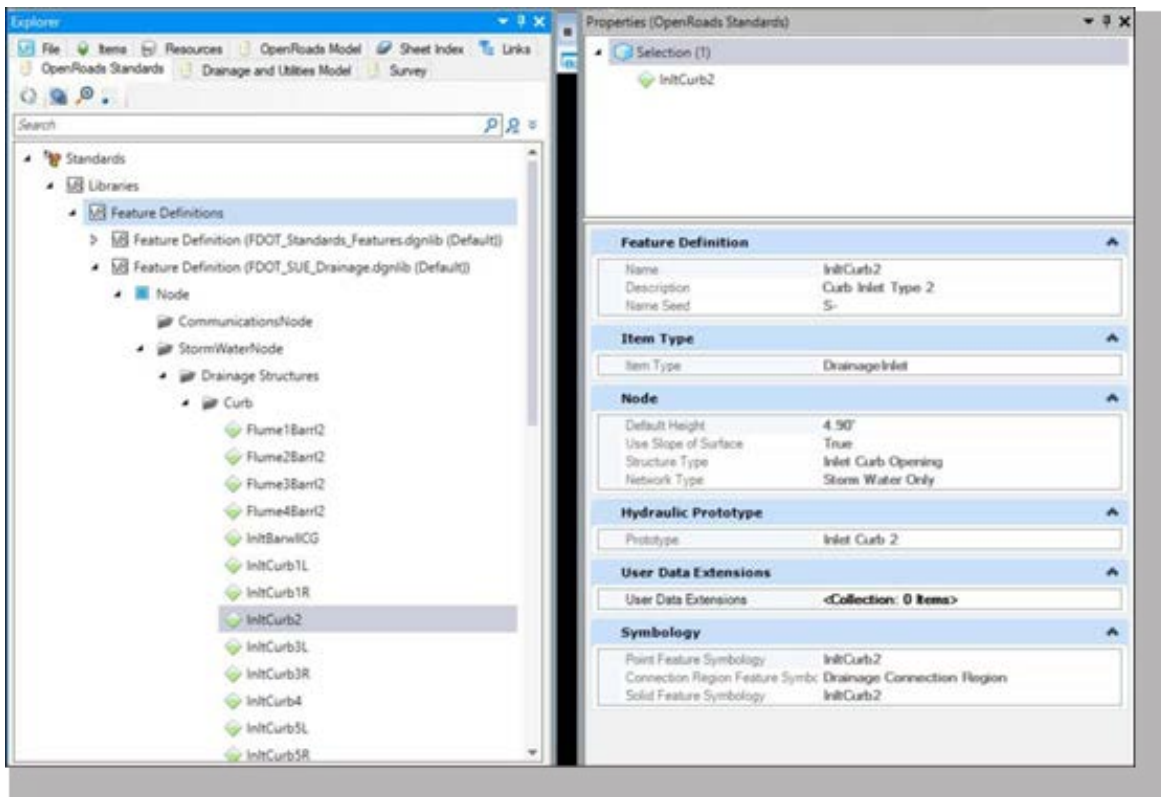 Explorer
File Items Resources OpenRoads Model Sheet Index Links
OpenRoads Standards Drainage and Utilities Model Survey
Search
Standards
Libraries
Feature Definitions
Feature Definition (FDOT_Standards_Features.dgnlib (Default))
Feature Definition (FDOT_SUE_Drainage.dgnlib (Default))
Node
CommunicationsNode
StormWaterNode
Drainage Structures
Curb
Flume1Barrl2
Flume2Barrl2
Flume3Barrl2
Flume4Barrl2
InltBarwllCG
InltCurb1L
InltCurb1R
InltCurb2
InltCurb3L
InltCurb3R
InltCurb4
InltCurb5L
InltCurb5R
Properties (OpenRoads Standards)
Selection (1)
InltCurb2
Feature Definition
Name InltCurb2
Description Curb Inlet Type 2
Name Seed S-
Item Type
Item Type DrainageInlet
Node
Default Height 4.90'
Use Slope of Surface True
Structure Type Inlet Curb Opening
Network Type Storm Water Only
Hydraulic Prototype
Prototype Inlet Curb 2
User Data Extensions
User Data Extensions <Collection: 0 Items>
Symbology
Point Feature Symbology InltCurb2
Connection Region Feature Symbc Drainage Connection Region
Solid Feature Symbology InltCurb2